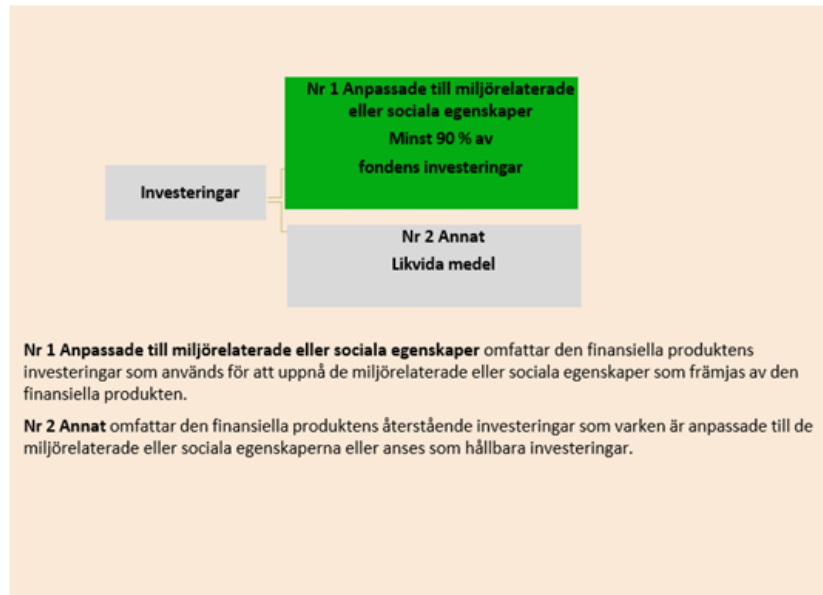 Nr 1 Anpassade till miljörelaterade
eller sociala egenskaper
Minst 90 % av
fondens investeringar
Investeringar
Nr 2 Annat
Likvida medel
Nr 1 Anpassade till miljörelaterade eller sociala egenskaper omfattar den finansiella produktens
investeringar som används för att uppnå de miljörelaterade eller sociala egenskaper som främjas av den
finansiella produkten.
Nr 2 Annat omfattar den finansiella produktens återstående investeringar som varken är anpassade till de
miljörelaterade eller sociala egenskaperna eller anses som hållbara investeringar.